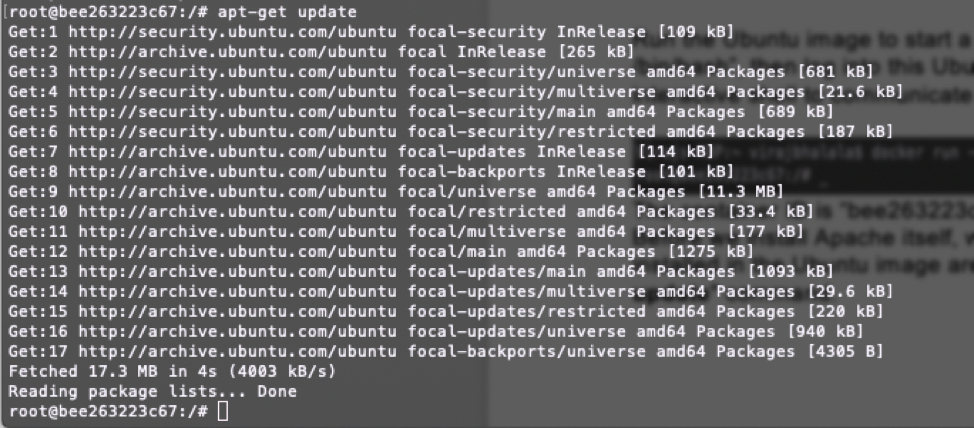 [root@bee263223c67:/# apt-get update
Get:1 http://security.ubuntu.com/ubuntu focal-security InRelease [109 kB]
Get:2 http://archive.ubuntu.com/ubuntu focal InRelease [265 kB]
Get:3 http://security.ubuntu.com/ubuntu focal-security/universe amd64 Packages [681 kB]
Get:4 http://security.ubuntu.com/ubuntu focal-security/multiverse amd64 Packages [21.6 kB]
Get:5 http://security.ubuntu.com/ubuntu focal-security/main amd64 Packages [689 kB]
Get:6 http://security.ubuntu.com/ubuntu focal-security/restricted amd64 Packages [187 kB]
Get:7 http://archive.ubuntu.com/ubuntu focal-updates InRelease [114 kB]
Get:8 http://archive.ubuntu.com/ubuntu focal-backports InRelease [101 kB]
Get:9 http://archive.ubuntu.com/ubuntu focal/universe amd64 Packages [11.3 MB]
Get:10 http://archive.ubuntu.com/ubuntu focal/restricted amd64 Packages [33.4 kB]
Get:11 http://archive.ubuntu.com/ubuntu focal/multiverse amd64 Packages [177 kB]
Get:12 http://archive.ubuntu.com/ubuntu focal/main amd64 Packages [1275 kB]
Get:13 http://archive.ubuntu.com/ubuntu focal-updates/main amd64 Packages [1093 kB]
Get:14 http://archive.ubuntu.com/ubuntu focal-updates/multiverse amd64 Packages [29.6 kB]
Get:15 http://archive.ubuntu.com/ubuntu focal-updates/restricted amd64 Packages [220 kB]
Get:16 http://archive.ubuntu.com/ubuntu focal-updates/universe amd64 Packages [940 kB]
Get:17 http://archive.ubuntu.com/ubuntu focal-backports/universe amd64 Packages [4305 B]
Fetched 17.3 MB in 4s (4003 kB/s)
Reading package lists... Done
root@bee263223c67:/#